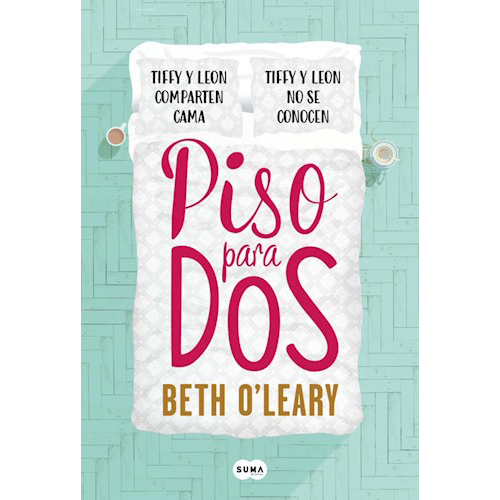 TIFFY Y LEON
COMPARTEN
CAMA
TIFFY Y LEON
NO SE
CONOCEN
Piso
para
DOS
BETH O'LEARY
SUMA